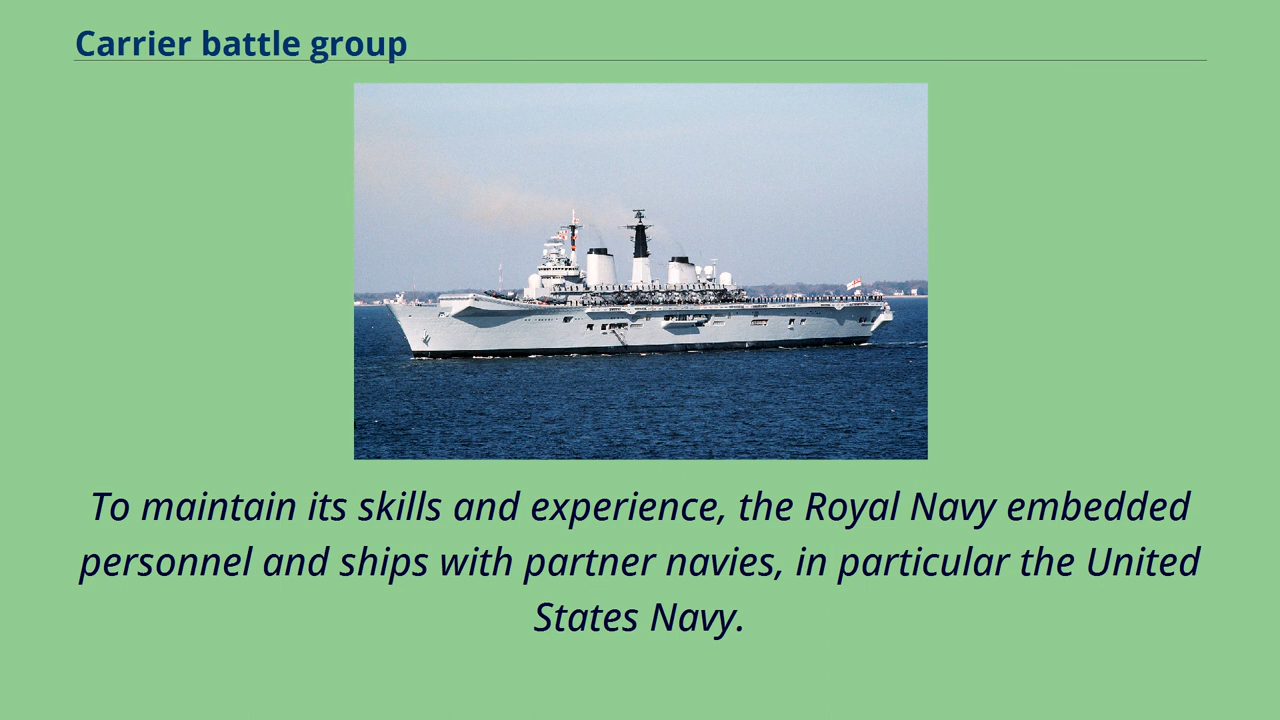 Carrier battle group
To maintain its skills and experience, the Royal Navy embedded
personnel and ships with partner navies, in particular the United
States Navy.